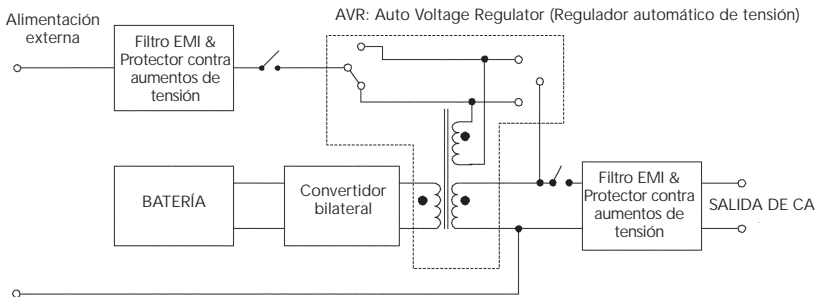 AVR: Auto Voltage Regulator (Regulador automático de tensión)
Alimentación
externa
Filtro EMI &
Protector contra
aumentos de
tensión
BATERÍA
Convertidor
bilateral
Filtro EMI &
Protector contra
aumentos de
tensión
SALIDA DE CA